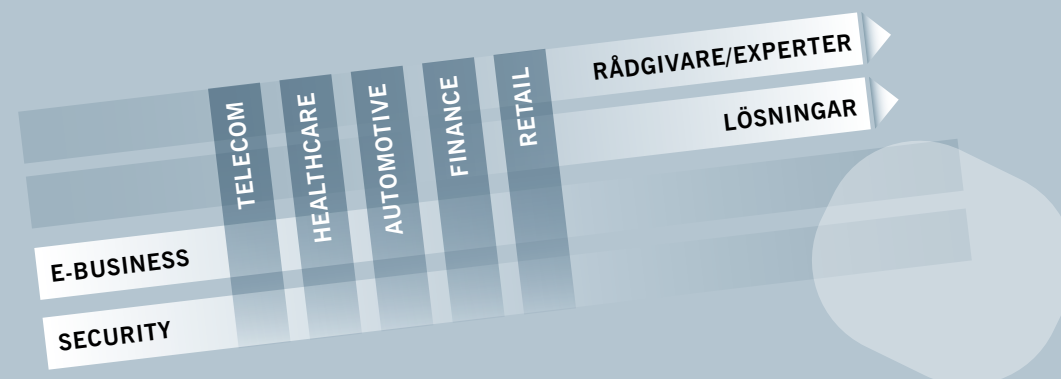 RÅDGIVARE/EXPERTER
LÖSNINGAR
TELECOM
HEALTHCARE
AUTOMOTIVE
FINANCE
RETAIL
E-BUSINESS
SECURITY